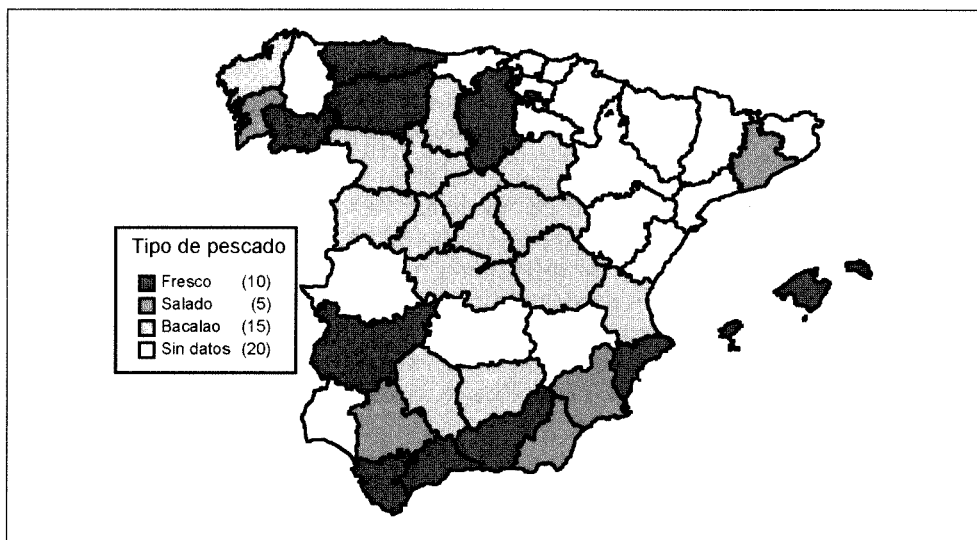 Tipo de pescado
Fresco (10)
Salado (5)
Bacalao (15)
Sin datos (20)